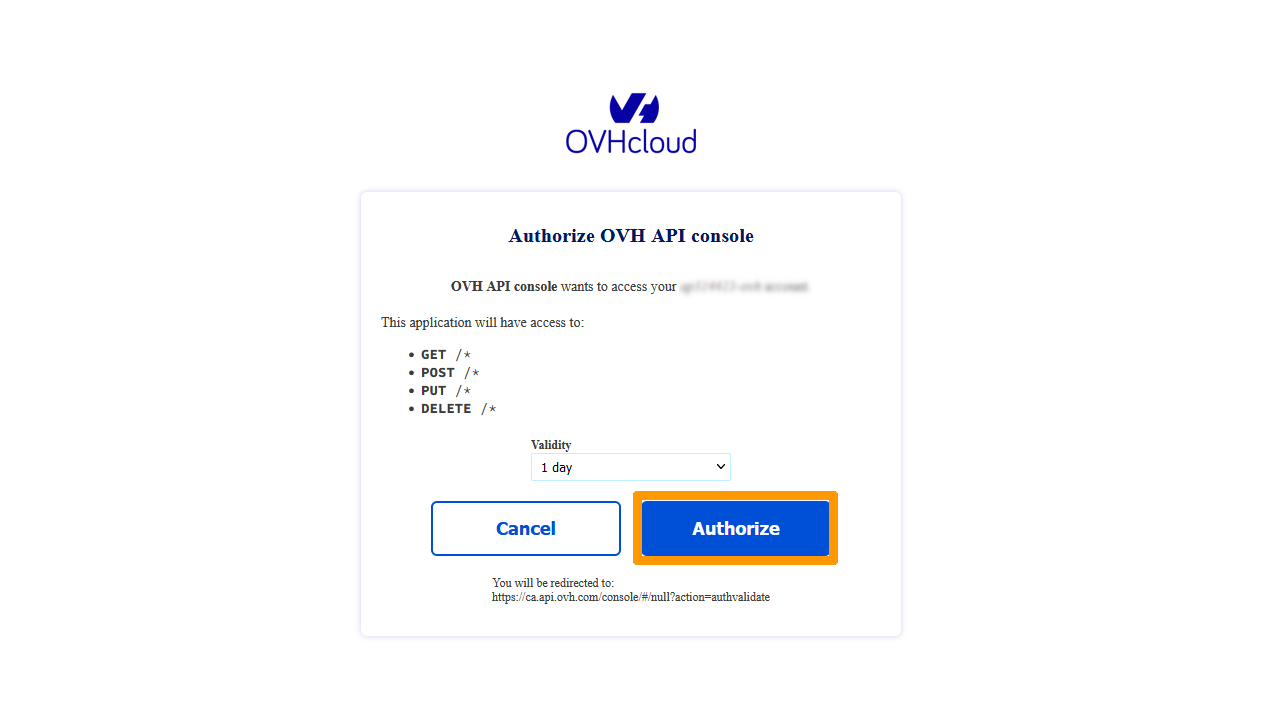 OVHcloud
Authorize OVH API console
OVH API console wants to access your
This application will have access to:
• GET /*
• POST /*
• PUT /*
• DELETE /*
Validity
1 day
Cancel
Authorize
You will be redirected to:
https://ca.api.ovh.com/console/#/null?action=authvalidate